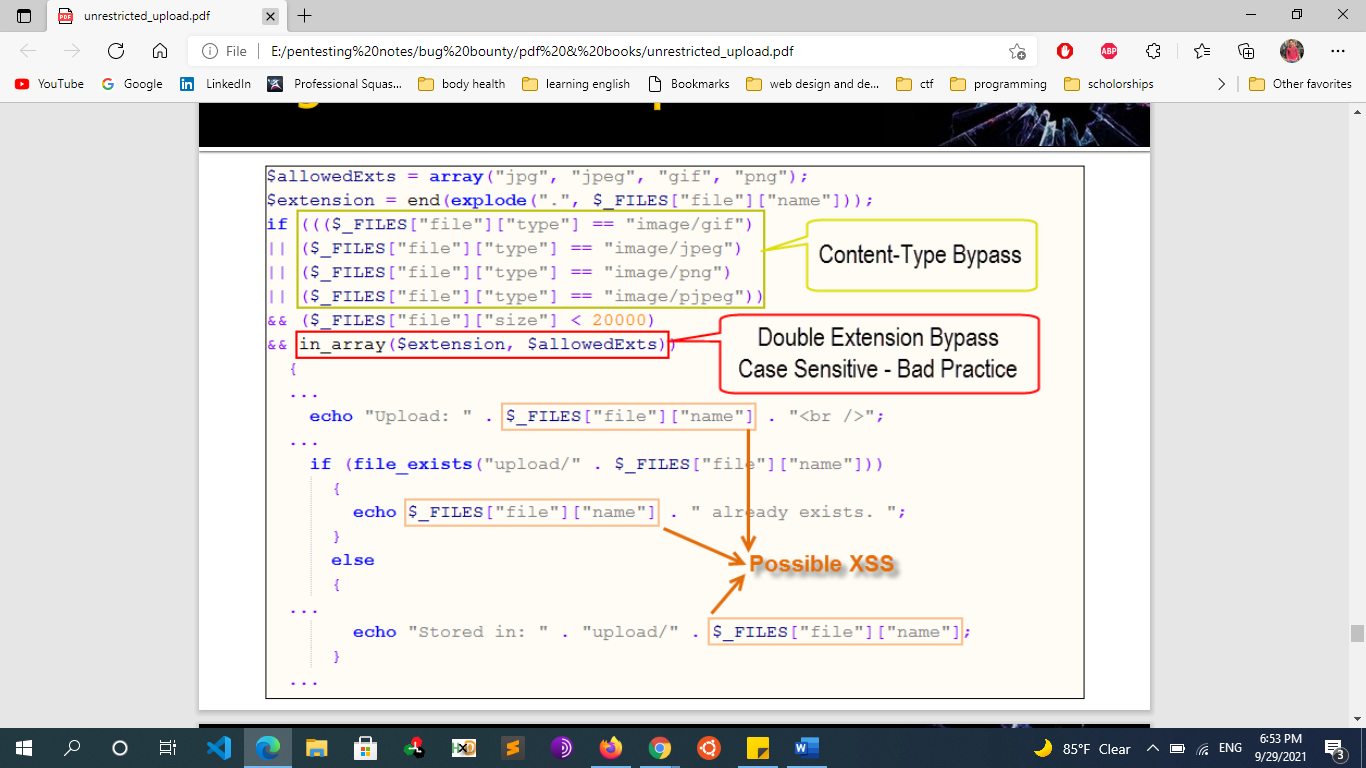 unrestricted_upload.pdf
File
E:/pentesting%20notes/bug%20bounty/pdf%20&%20books/unrestricted_upload.pdf
ABP
YouTube
Google
LinkedIn
Professional Squas...
body health
learning english
Bookmarks
web design and de...
ctf
programming
scholorships
Other favorites
$allowedExts = array("jpg", "jpeg", "gif", "png");
$extension = end(explode(".", $_FILES["file"]["name"]));
if ((($_FILES["file"]["type"] == "image/gif")
|| ($_FILES["file"]["type"] == "image/jpeg")
|| ($_FILES["file"]["type"] == "image/png")
|| ($_FILES["file"]["type"] == "image/pjpeg"))
&& ($_FILES["file"]["size"] < 20000)
&& in_array($extension, $allowedExts))
Content-Type Bypass
Double Extension Bypass
Case Sensitive - Bad Practice
{
...
echo "Upload: " . $_FILES["file"]["name"] . "<br />";
...
if (file_exists("upload/" . $_FILES["file"]["name"]))
{
echo $_FILES["file"]["name"] . " already exists. ";
}
else
{
Possible XSS
...
echo "Stored in: " . "upload/" . $_FILES["file"]["name"];
}
...
85°F Clear
ENG
6:53 PM
9/29/2021
3